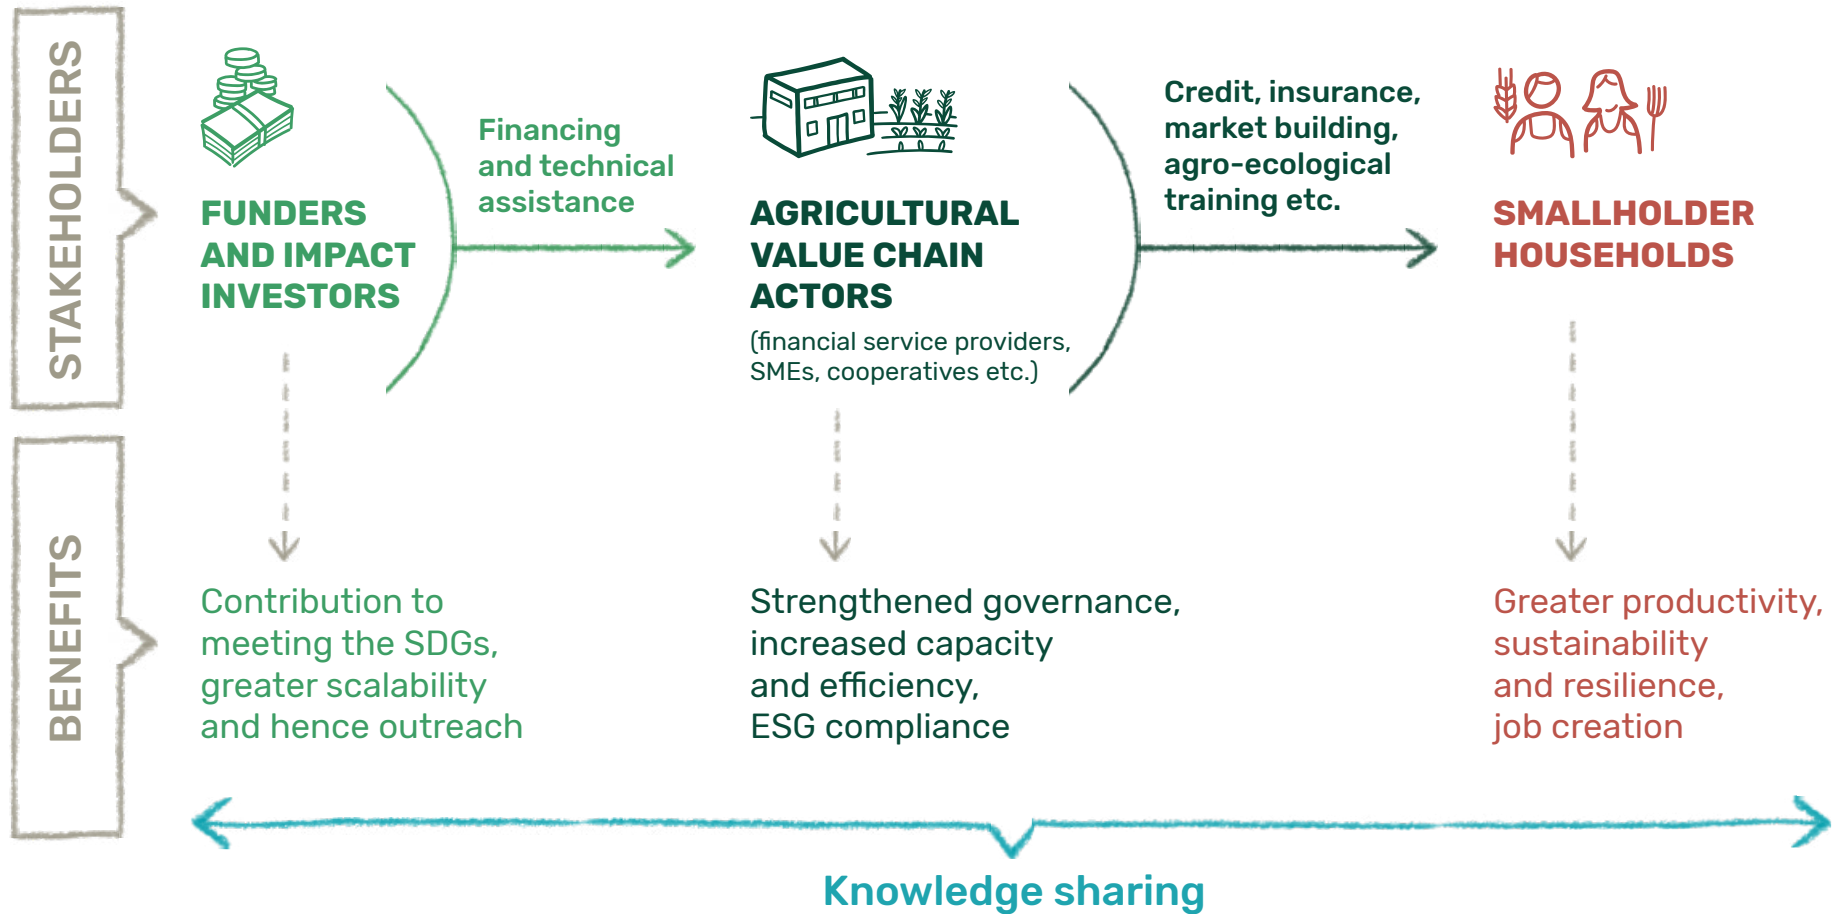 STAKEHOLDERS
FUNDERS
AND IMPACT
INVESTORS
Financing
and technical
assistance
AGRICULTURAL
VALUE CHAIN
ACTORS
(financial service providers,
SMEs, cooperatives etc.)
Credit, insurance,
market building,
agro-ecological
training etc.
SMALLHOLDER
HOUSEHOLDS
BENEFITS
Contribution to
meeting the SDGs,
greater scalability
and hence outreach
Strengthened governance,
increased capacity
and efficiency,
ESG compliance
Greater productivity,
sustainability
and resilience,
job creation
Knowledge sharing